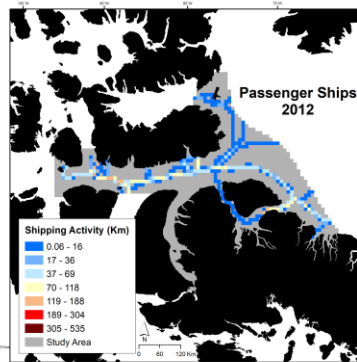 Passenger Ships
2012
Shipping Activity (Km)
0.06 - 16
17 - 36
37 - 69
70 - 118
119 - 188
189 - 304
305 - 535
Study Area
N
0 60 120 Km